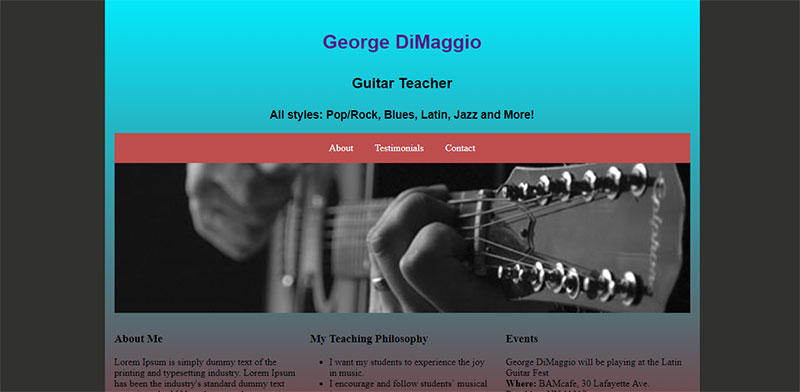 George DiMaggio
Guitar Teacher
All styles: Pop/Rock, Blues, Latin, Jazz and More!
About Testimonials Contact
Epiphone
About Me
Lorem Ipsum is simply dummy text of the
printing and typesetting industry. Lorem Ipsum
has been the industry's standard dummy text
My Teaching Philosophy
I want my students to experience the joy
in music.
I encourage and follow students’ musical
Events
George DiMaggio will be playing at the Latin
Guitar Fest
Where: BAMcafe, 30 Lafayette Ave.